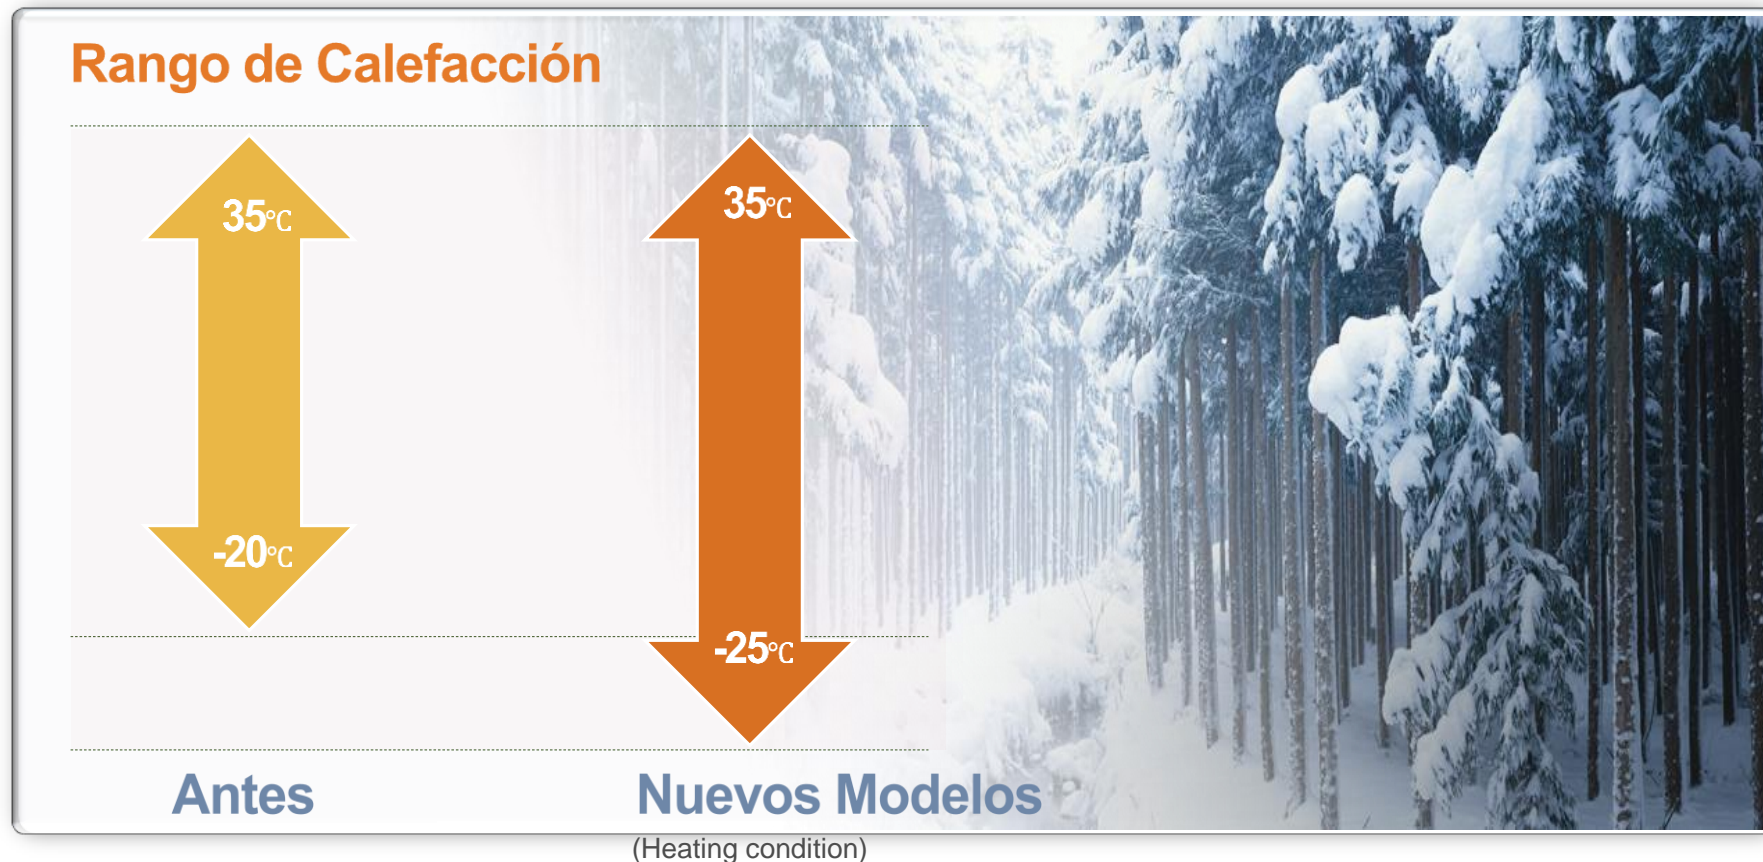 Rango de Calefacción
35℃
35℃
-20℃
-25℃
Antes
Nuevos Modelos
(Heating condition)